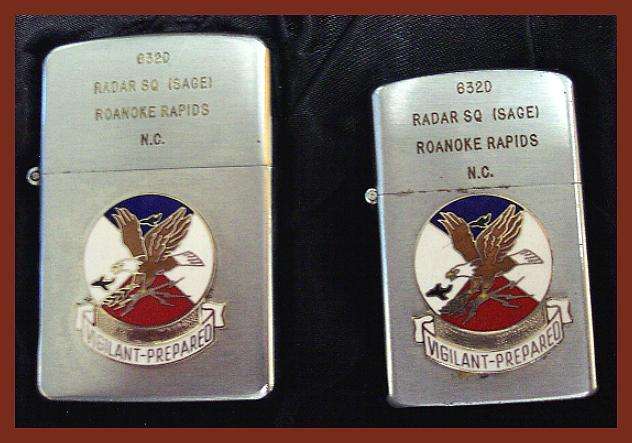 632D
RADAR SQ (SAGE)
ROANOKE RAPIDS
N.C.
VIGILANT-PREPARED
632D
RADAR SQ (SAGE)
ROANOKE RAPIDS
N.C.
VIGILANT-PREPARED